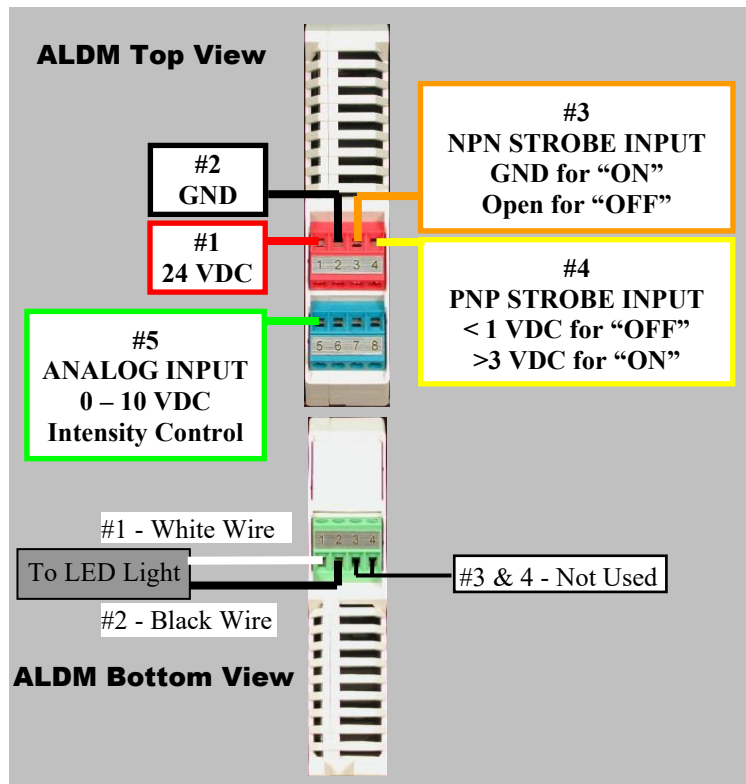 ALDM Top View
#3
NPN STROBE INPUT
GND for “ON”
Open for “OFF”
#2
GND
#1
24 VDC
1 2 3 4
#4
PNP STROBE INPUT
< 1 VDC for “OFF”
>3 VDC for “ON”
5 6 7 8
#5
ANALOG INPUT
0 – 10 VDC
Intensity Control
#1 - White Wire
1 2 3 4
To LED Light
#3 & 4 - Not Used
#2 - Black Wire
ALDM Bottom View